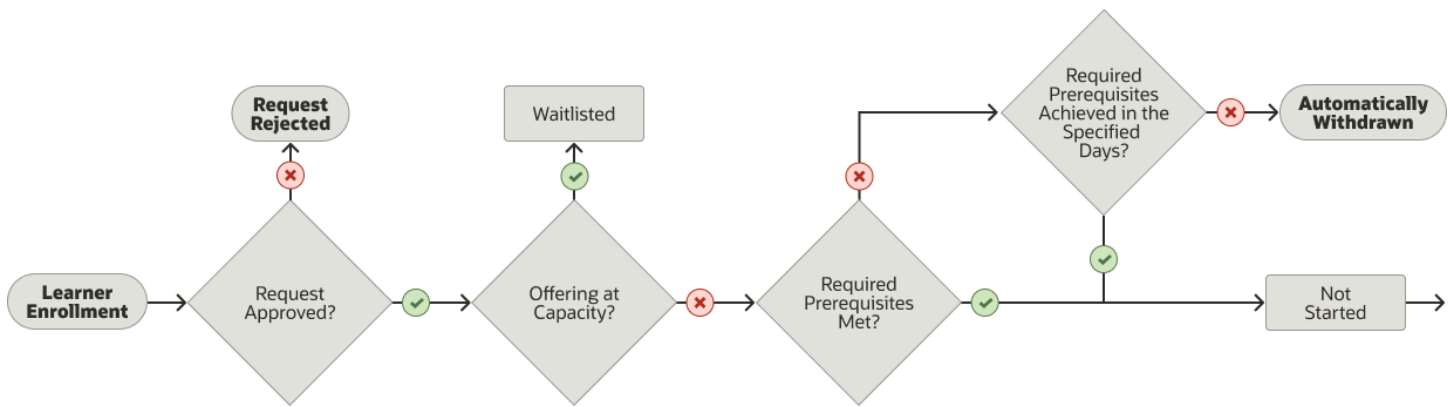 Learner
Enrollment
Request
Approved?
Request
Rejected
Offering at
Capacity?
Waitlisted
Required
Prerequisites
Met?
Required
Prerequisites
Achieved in the
Specified
Days?
Automatically
Withdrawn
Not
Started